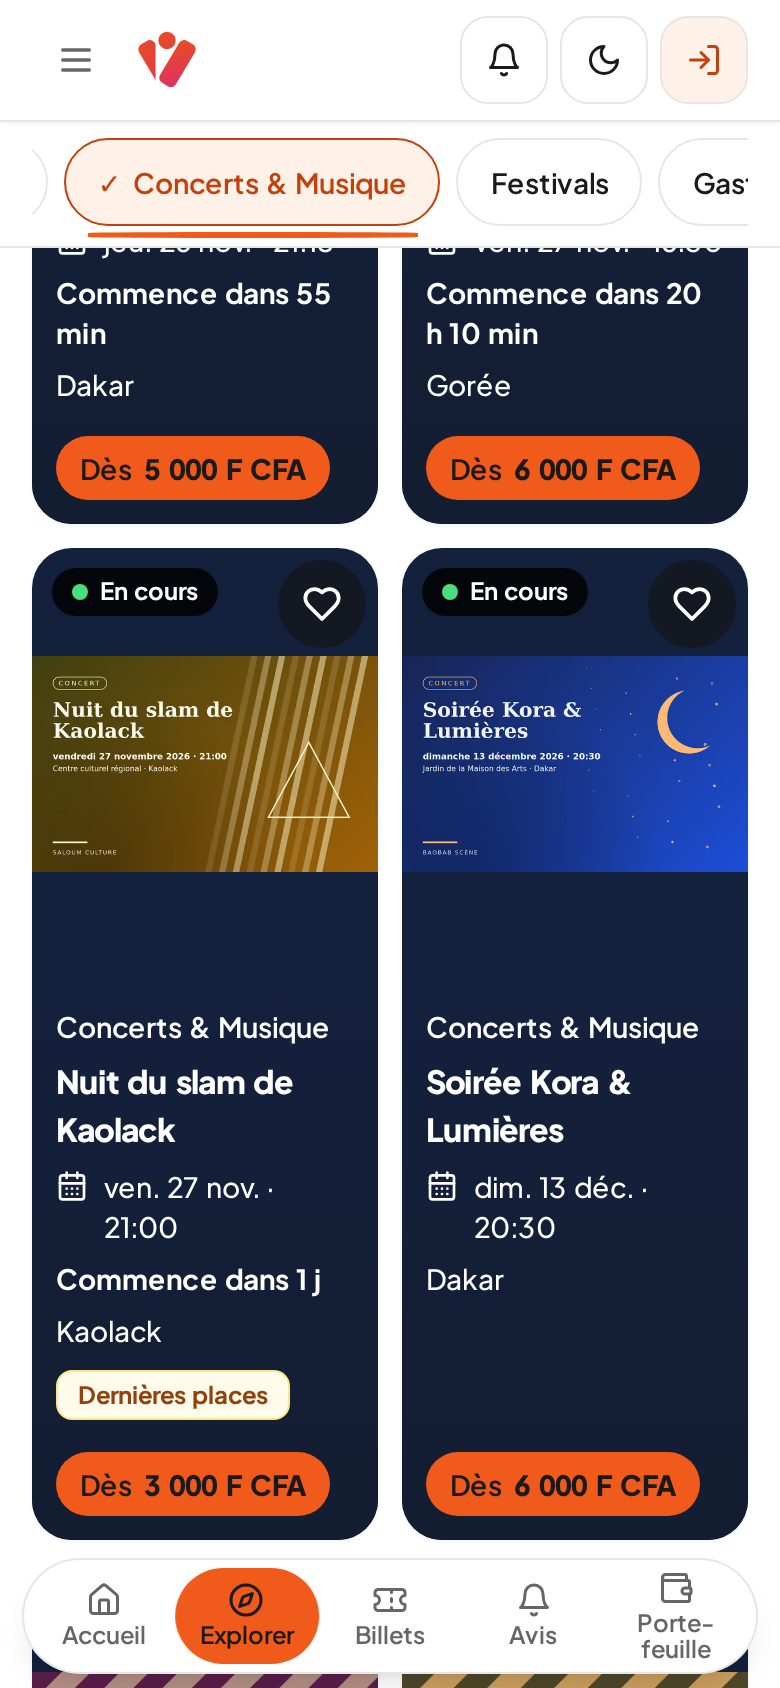 ✓ Concerts & Musique
Festivals
Commence dans 55
min
Dakar
Dès 5 000 F CFA
Commence dans 20
h 10 min
Gorée
Dès 6 000 F CFA
En cours
CONCERT
Nuit du slam de
Kaolack
vendredi 27 novembre 2026 · 21:00
Centre culturel régional · Kaolack
SALOUM CULTURE
Concerts & Musique
Nuit du slam de
Kaolack
ven. 27 nov. ·
21:00
Commence dans 1 j
Kaolack
Dernières places
Dès 3 000 F CFA
En cours
CONCERT
Soirée Kora &
Lumières
dimanche 13 décembre 2026 · 20:30
Jardin de la Maison des Arts · Dakar
BAOBAB SCÈNE
Concerts & Musique
Soirée Kora &
Lumières
dim. 13 déc. ·
20:30
Dakar
Dès 6 000 F CFA
Accueil
Explorer
Billets
Avis
Porte-
feuille